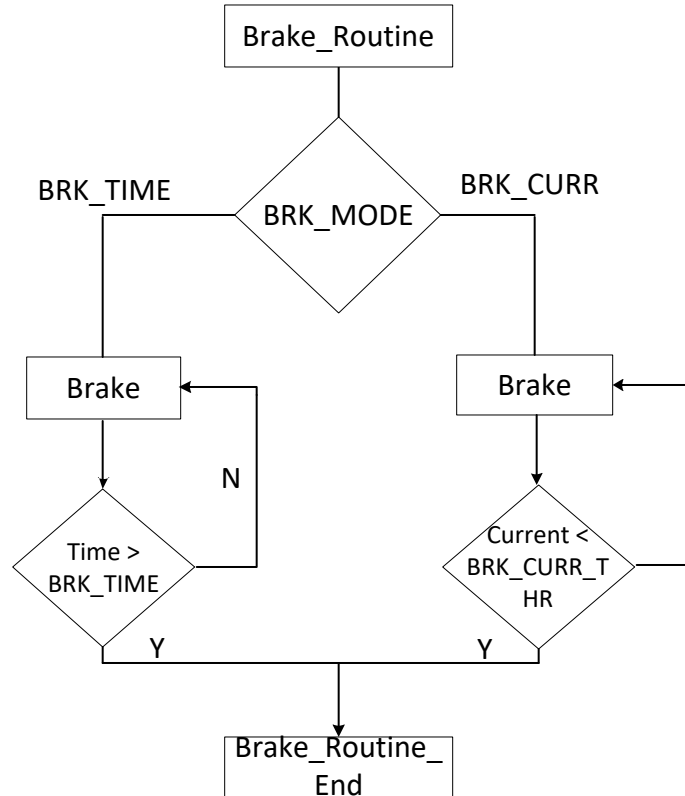 Brake_Routine
BRK_TIME
BRK_CURR
BRK_MODE
Brake
Brake
N
Time >
BRK_TIME
Current <
BRK_CURR_T
HR
Y
Y
Brake_Routine_
End